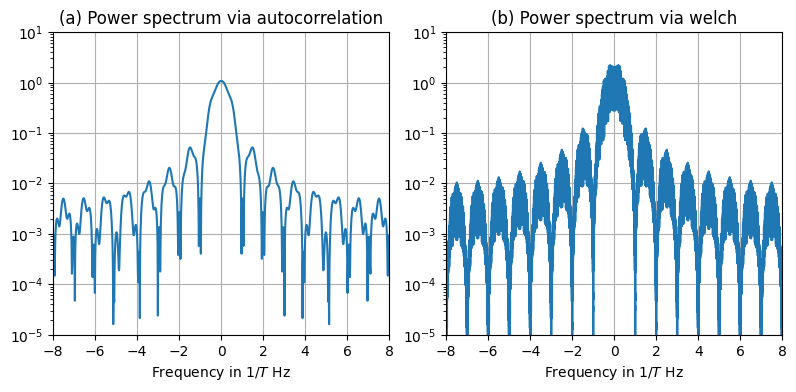 (a) Power spectrum via autocorrelation
10¹
10⁰
10⁻¹
10⁻²
10⁻³
10⁻⁴
10⁻⁵
−8 −6 −4 −2 0 2 4 6 8
Frequency in 1/T Hz
(b) Power spectrum via welch
10¹
10⁰
10⁻¹
10⁻²
10⁻³
10⁻⁴
10⁻⁵
−8 −6 −4 −2 0 2 4 6 8
Frequency in 1/T Hz